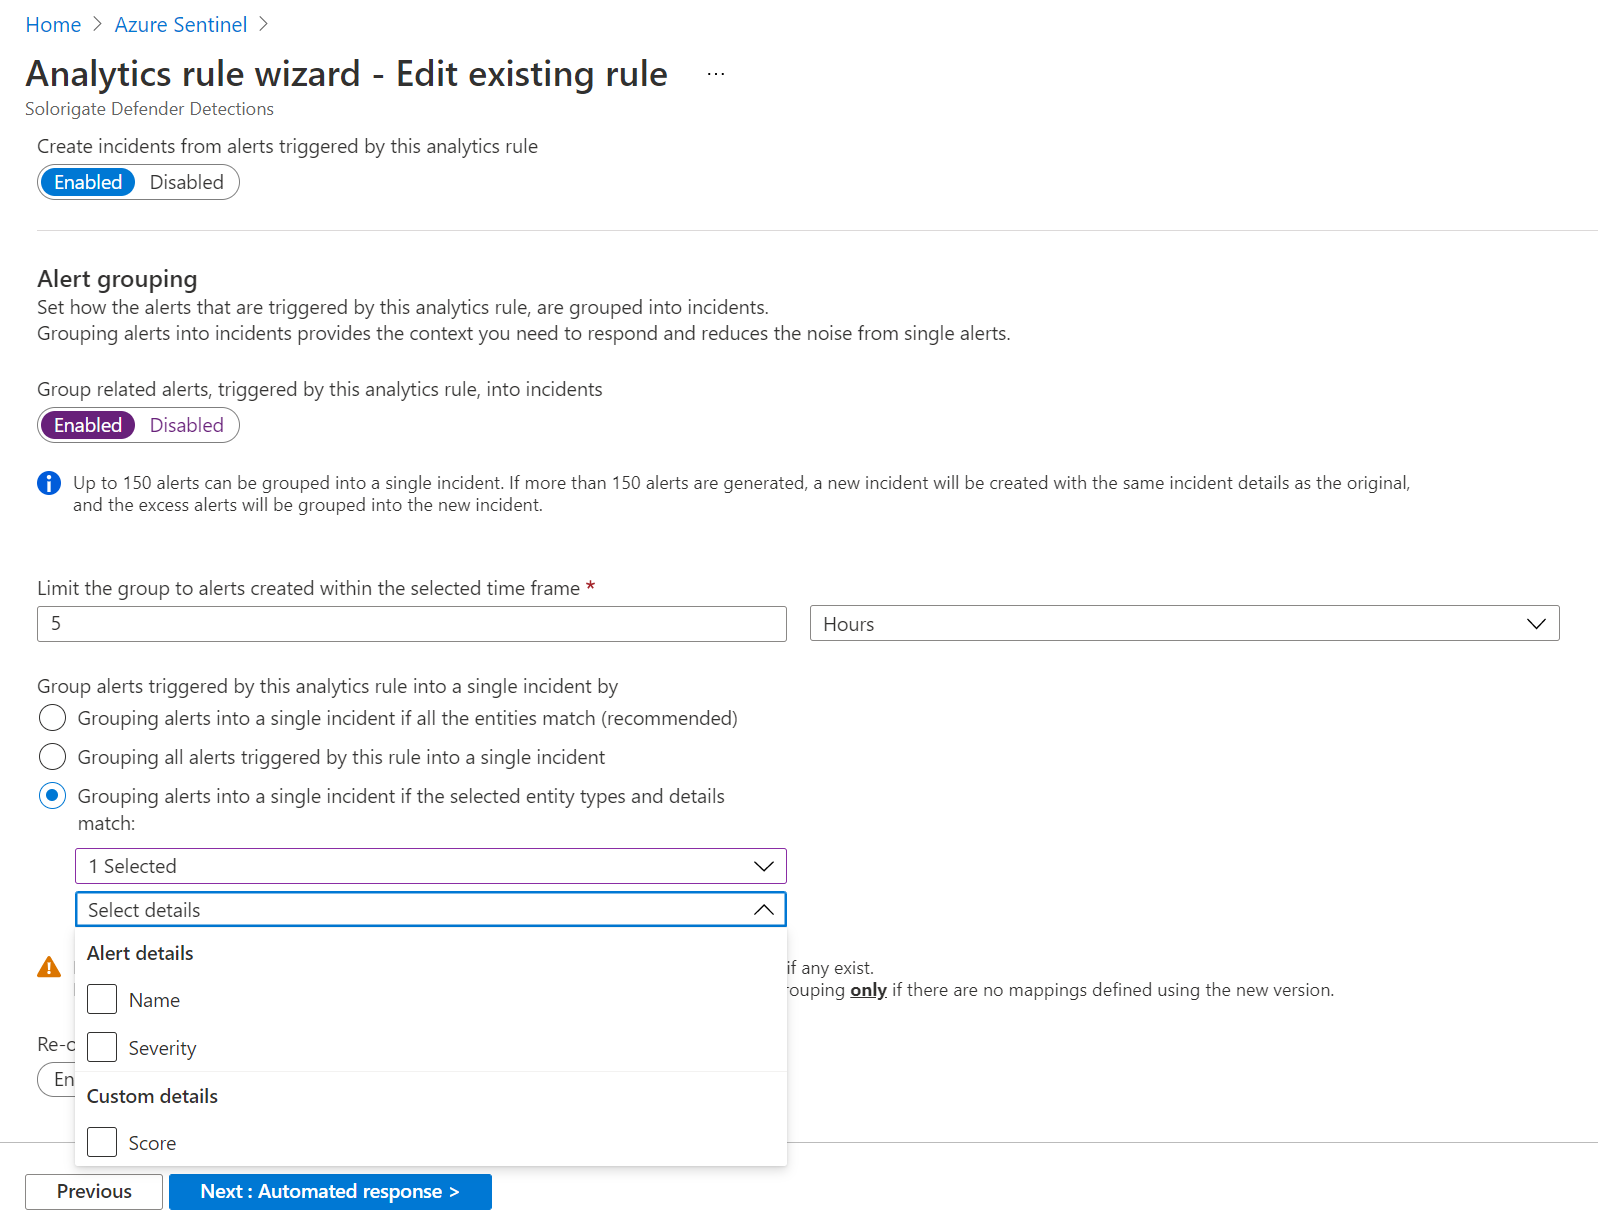 Home > Azure Sentinel >
Analytics rule wizard - Edit existing rule ...
Solorigate Defender Detections
Create incidents from alerts triggered by this analytics rule
Enabled Disabled
Alert grouping
Set how the alerts that are triggered by this analytics rule, are grouped into incidents.
Grouping alerts into incidents provides the context you need to respond and reduces the noise from single alerts.
Group related alerts, triggered by this analytics rule, into incidents
Enabled Disabled
Up to 150 alerts can be grouped into a single incident. If more than 150 alerts are generated, a new incident will be created with the same incident details as the original,
and the excess alerts will be grouped into the new incident.
Limit the group to alerts created within the selected time frame *
5 Hours
Group alerts triggered by this analytics rule into a single incident by
Grouping alerts into a single incident if all the entities match (recommended)
Grouping all alerts triggered by this rule into a single incident
Grouping alerts into a single incident if the selected entity types and details
match:
1 Selected
Select details
Alert details
if any exist.
only if there are no mappings defined using the new version.
Name
Severity
Custom details
Score
Previous Next : Automated response >